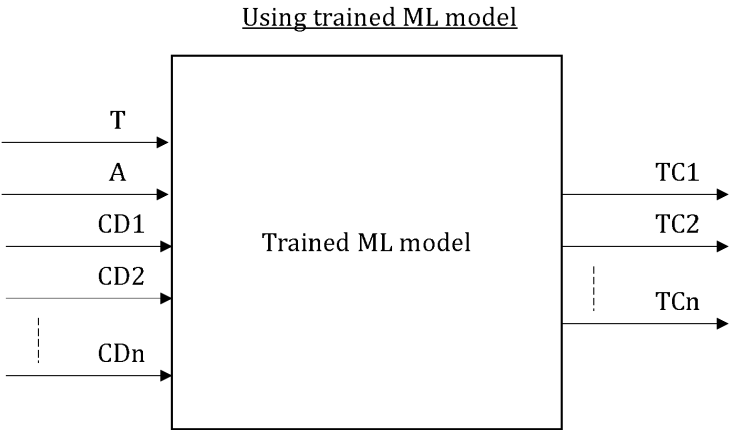 Using trained ML model
T
A
CD1
CD2
CDn
Trained ML model
TC1
TC2
TCn